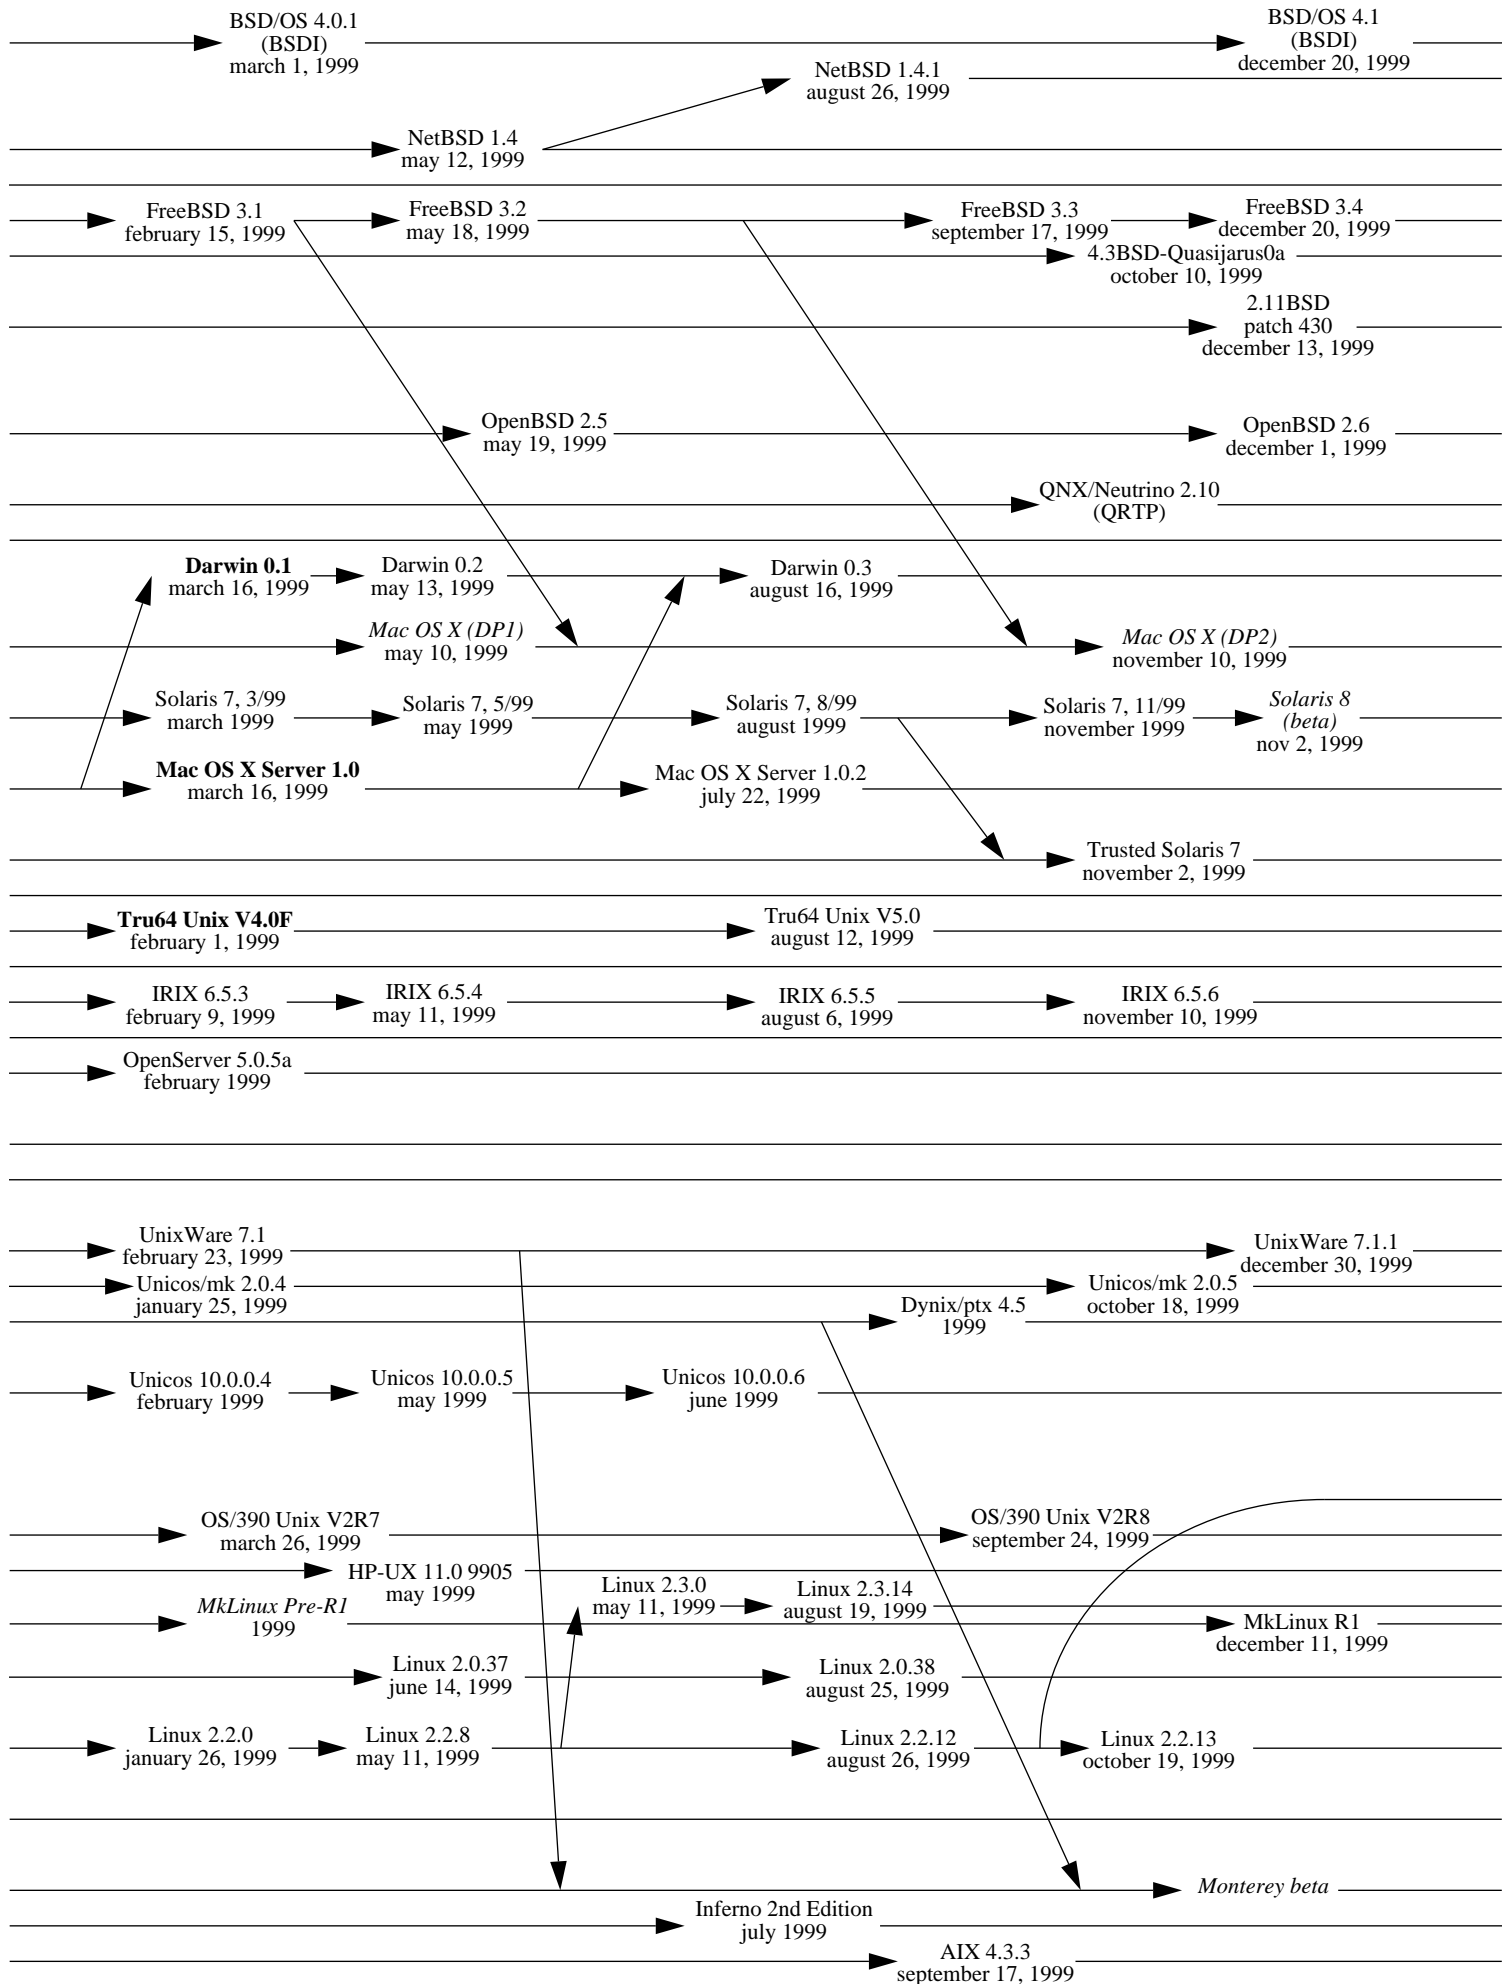 BSD/OS 4.0.1
(BSDI)
march 1, 1999
BSD/OS 4.1
(BSDI)
december 20, 1999
NetBSD 1.4.1
august 26, 1999
NetBSD 1.4
may 12, 1999
FreeBSD 3.1
february 15, 1999
FreeBSD 3.2
may 18, 1999
FreeBSD 3.3
september 17, 1999
FreeBSD 3.4
december 20, 1999
4.3BSD-Quasijarus0a
october 10, 1999
2.11BSD
patch 430
december 13, 1999
OpenBSD 2.5
may 19, 1999
OpenBSD 2.6
december 1, 1999
QNX/Neutrino 2.10
(QRTP)
Darwin 0.1
march 16, 1999
Darwin 0.2
may 13, 1999
Darwin 0.3
august 16, 1999
Mac OS X (DP1)
may 10, 1999
Mac OS X (DP2)
november 10, 1999
Solaris 7, 3/99
march 1999
Solaris 7, 5/99
may 1999
Solaris 7, 8/99
august 1999
Solaris 7, 11/99
november 1999
Solaris 8
(beta)
nov 2, 1999
Mac OS X Server 1.0
march 16, 1999
Mac OS X Server 1.0.2
july 22, 1999
Trusted Solaris 7
november 2, 1999
Tru64 Unix V4.0F
february 1, 1999
Tru64 Unix V5.0
august 12, 1999
IRIX 6.5.3
february 9, 1999
IRIX 6.5.4
may 11, 1999
IRIX 6.5.5
august 6, 1999
IRIX 6.5.6
november 10, 1999
OpenServer 5.0.5a
february 1999
UnixWare 7.1
february 23, 1999
UnixWare 7.1.1
december 30, 1999
Unicos/mk 2.0.4
january 25, 1999
Unicos/mk 2.0.5
october 18, 1999
Dynix/ptx 4.5
1999
Unicos 10.0.0.4
february 1999
Unicos 10.0.0.5
may 1999
Unicos 10.0.0.6
june 1999
OS/390 Unix V2R7
march 26, 1999
OS/390 Unix V2R8
september 24, 1999
HP-UX 11.0 9905
may 1999
Linux 2.3.0
may 11, 1999
Linux 2.3.14
august 19, 1999
MkLinux Pre-R1
1999
MkLinux R1
december 11, 1999
Linux 2.0.37
june 14, 1999
Linux 2.0.38
august 25, 1999
Linux 2.2.0
january 26, 1999
Linux 2.2.8
may 11, 1999
Linux 2.2.12
august 26, 1999
Linux 2.2.13
october 19, 1999
Monterey beta
Inferno 2nd Edition
july 1999
AIX 4.3.3
september 17, 1999